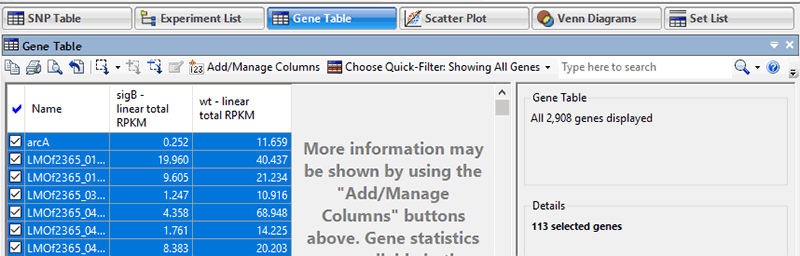 SNP Table Experiment List Gene Table Scatter Plot Venn Diagrams Set List
Gene Table
123 Add/Manage Columns Choose Quick-Filter: Showing All Genes Type here to search
Name sigB - linear total RPKM wt - linear total RPKM
arcA 0.252 11.659
LMOf2365_01... 19.960 40.437
LMOf2365_01... 9.605 21.234
LMOf2365_03... 1.247 10.916
LMOf2365_04... 4.358 68.948
LMOf2365_04... 1.761 14.225
LMOf2365_04... 8.383 20.203
More information may
be shown by using the
"Add/Manage
Columns" buttons
above. Gene statistics
Gene Table
All 2,908 genes displayed
Details
113 selected genes